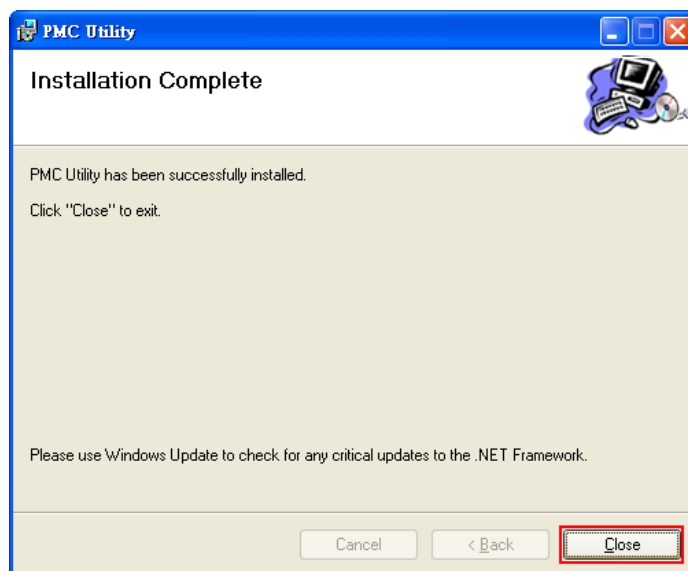 PMC Utility
Installation Complete
PMC Utility has been successfully installed.
Click "Close" to exit.
Please use Windows Update to check for any critical updates to the .NET Framework.
Cancel
< Back
Close